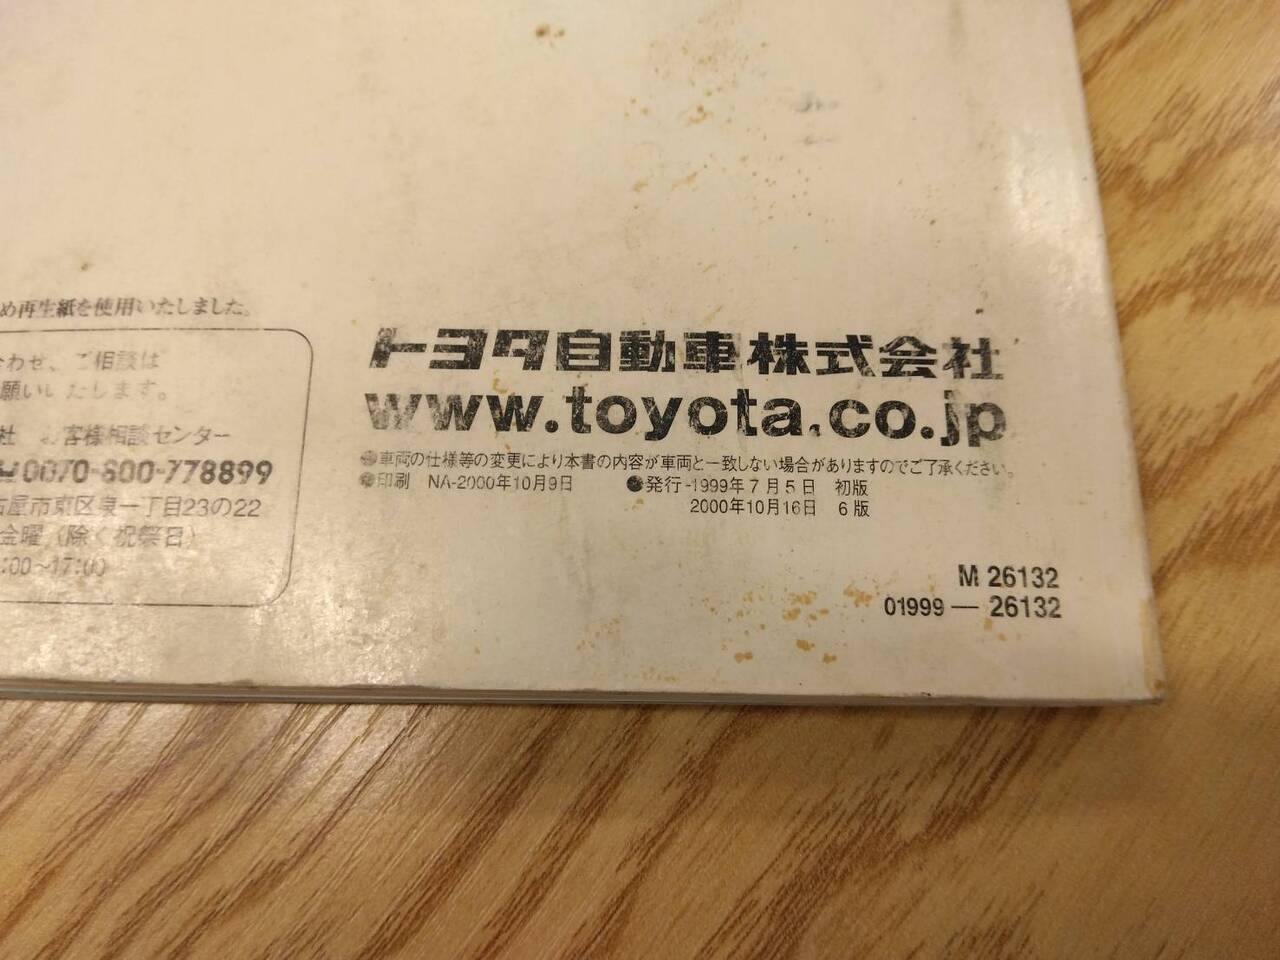 め再生紙を使用いたしました。
合わせ、ご相談は
願いいたします。
社 お客様相談センター
0070-800-778899
古屋市東区泉一丁目23の22
金曜（除く祝祭日）
:00～17:00
トヨタ自動車株式会社
www.toyota.co.jp
●車両の仕様等の変更により本書の内容が車両と一致しない場合がありますのでご了承ください。
●印刷 NA-2000年10月9日 ●発行-1999年7月5日 初版
2000年10月16日 6版
M 26132
01999 — 26132